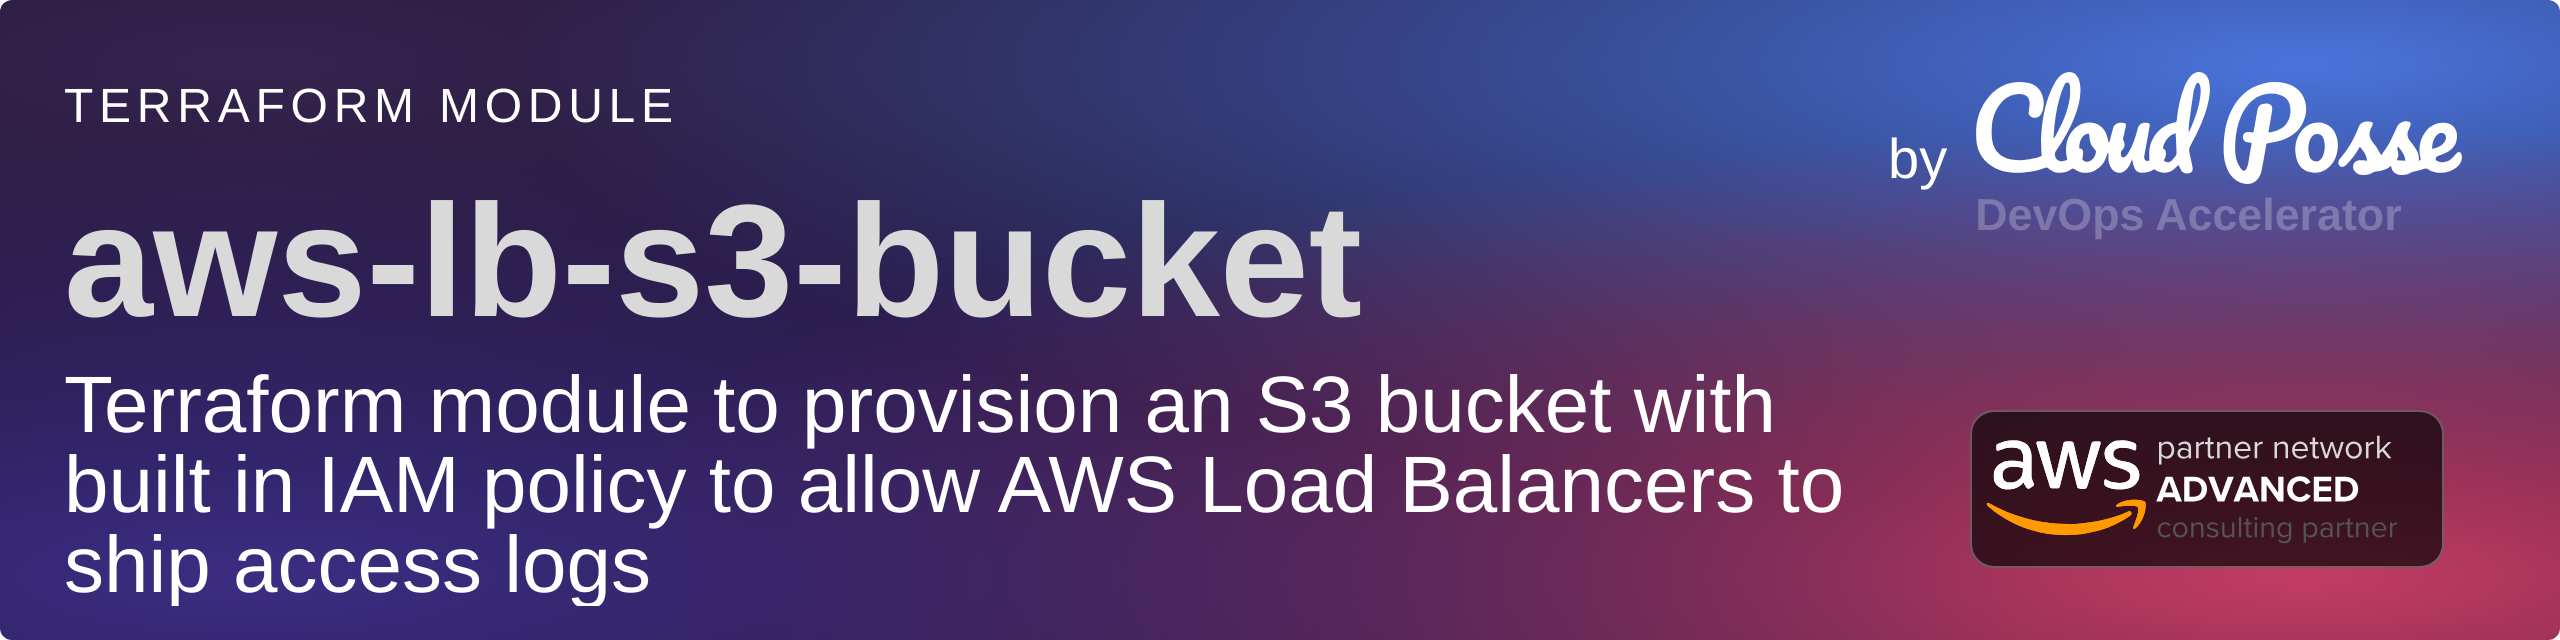 TERRAFORM MODULE
by Cloud Posse
DevOps Accelerator
aws-lb-s3-bucket
Terraform module to provision an S3 bucket with
built in IAM policy to allow AWS Load Balancers to
ship access logs
aws partner network
ADVANCED
consulting partner